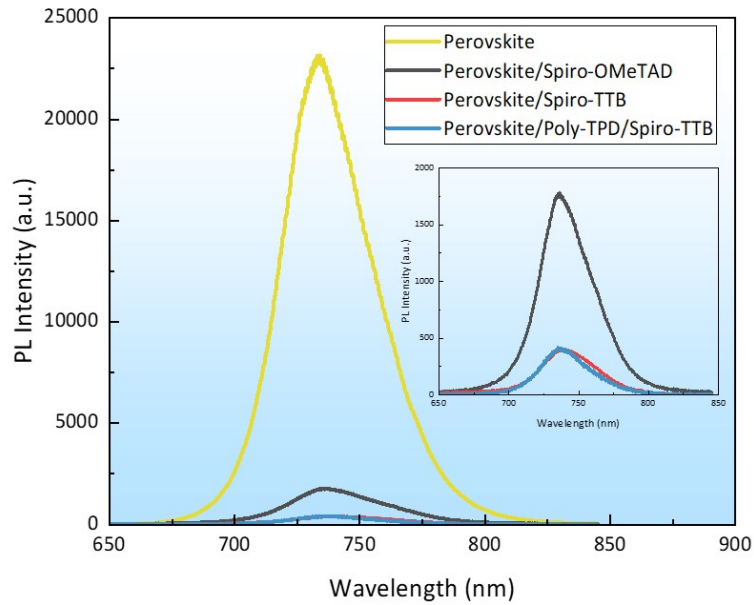 25000
20000
15000
10000
5000
0
PL Intensity (a.u.)
650 700 750 800 850 900
Wavelength (nm)
Perovskite
Perovskite/Spiro-OMeTAD
Perovskite/Spiro-TTB
Perovskite/Poly-TPD/Spiro-TTB
2000
1500
1000
500
0
PL Intensity (a.u.)
650 700 750 800 850
Wavelength (nm)